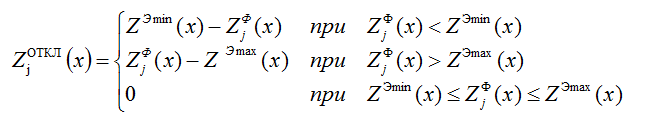 Z^{Эmin}(x) − Z_j^Ф(x) при Z_j^Ф(x) < Z^{Эmin}(x)
Z_j^{ОТКЛ}(x) = { Z_j^Ф(x) − Z^{Эmax}(x) при Z_j^Ф(x) > Z^{Эmax}(x)
0 при Z^{Эmin}(x) ≤ Z_j^Ф(x) ≤ Z^{Эmax}(x)